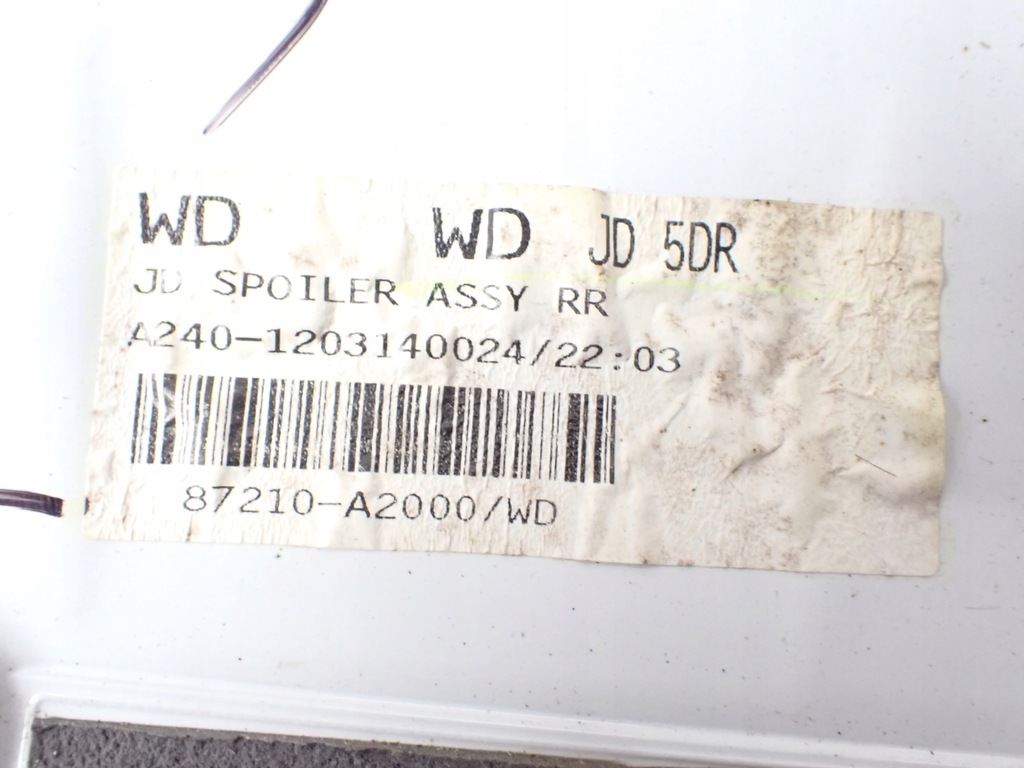 WD WD JD 5DR
JD SPOILER ASSY RR
A240-1203140024/22:03
87210-A2000/WD